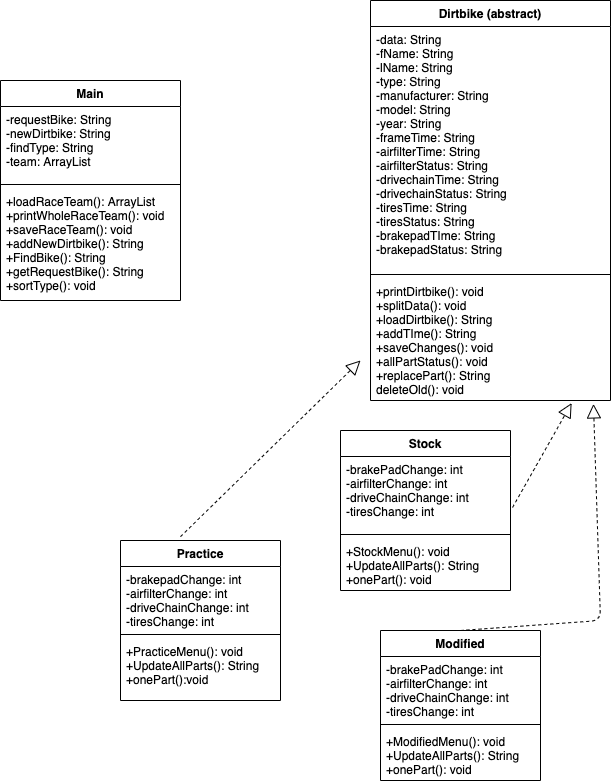 Dirtbike (abstract)
-data: String
-fName: String
-lName: String
-type: String
-manufacturer: String
-model: String
-year: String
-frameTime: String
-airfilterTime: String
-airfilterStatus: String
-drivechainTime: String
-drivechainStatus: String
-tiresTime: String
-tiresStatus: String
-brakepadTIme: String
-brakepadStatus: String
+printDirtbike(): void
+splitData(): void
+loadDirtbike(): String
+addTIme(): String
+saveChanges(): void
+allPartStatus(): void
+replacePart(): String
deleteOld(): void
Main
-requestBike: String
-newDirtbike: String
-findType: String
-team: ArrayList
+loadRaceTeam(): ArrayList
+printWholeRaceTeam(): void
+saveRaceTeam(): void
+addNewDirtbike(): String
+FindBike(): String
+getRequestBike(): String
+sortType(): void
Stock
-brakePadChange: int
-airfilterChange: int
-driveChainChange: int
-tiresChange: int
+StockMenu(): void
+UpdateAllParts(): String
+onePart(): void
Practice
-brakepadChange: int
-airfilterChange: int
-driveChainChange: int
-tiresChange: int
+PracticeMenu(): void
+UpdateAllParts(): String
+onePart():void
Modified
-brakePadChange: int
-airfilterChange: int
-driveChainChange: int
-tiresChange: int
+ModifiedMenu(): void
+UpdateAllParts(): String
+onePart(): void